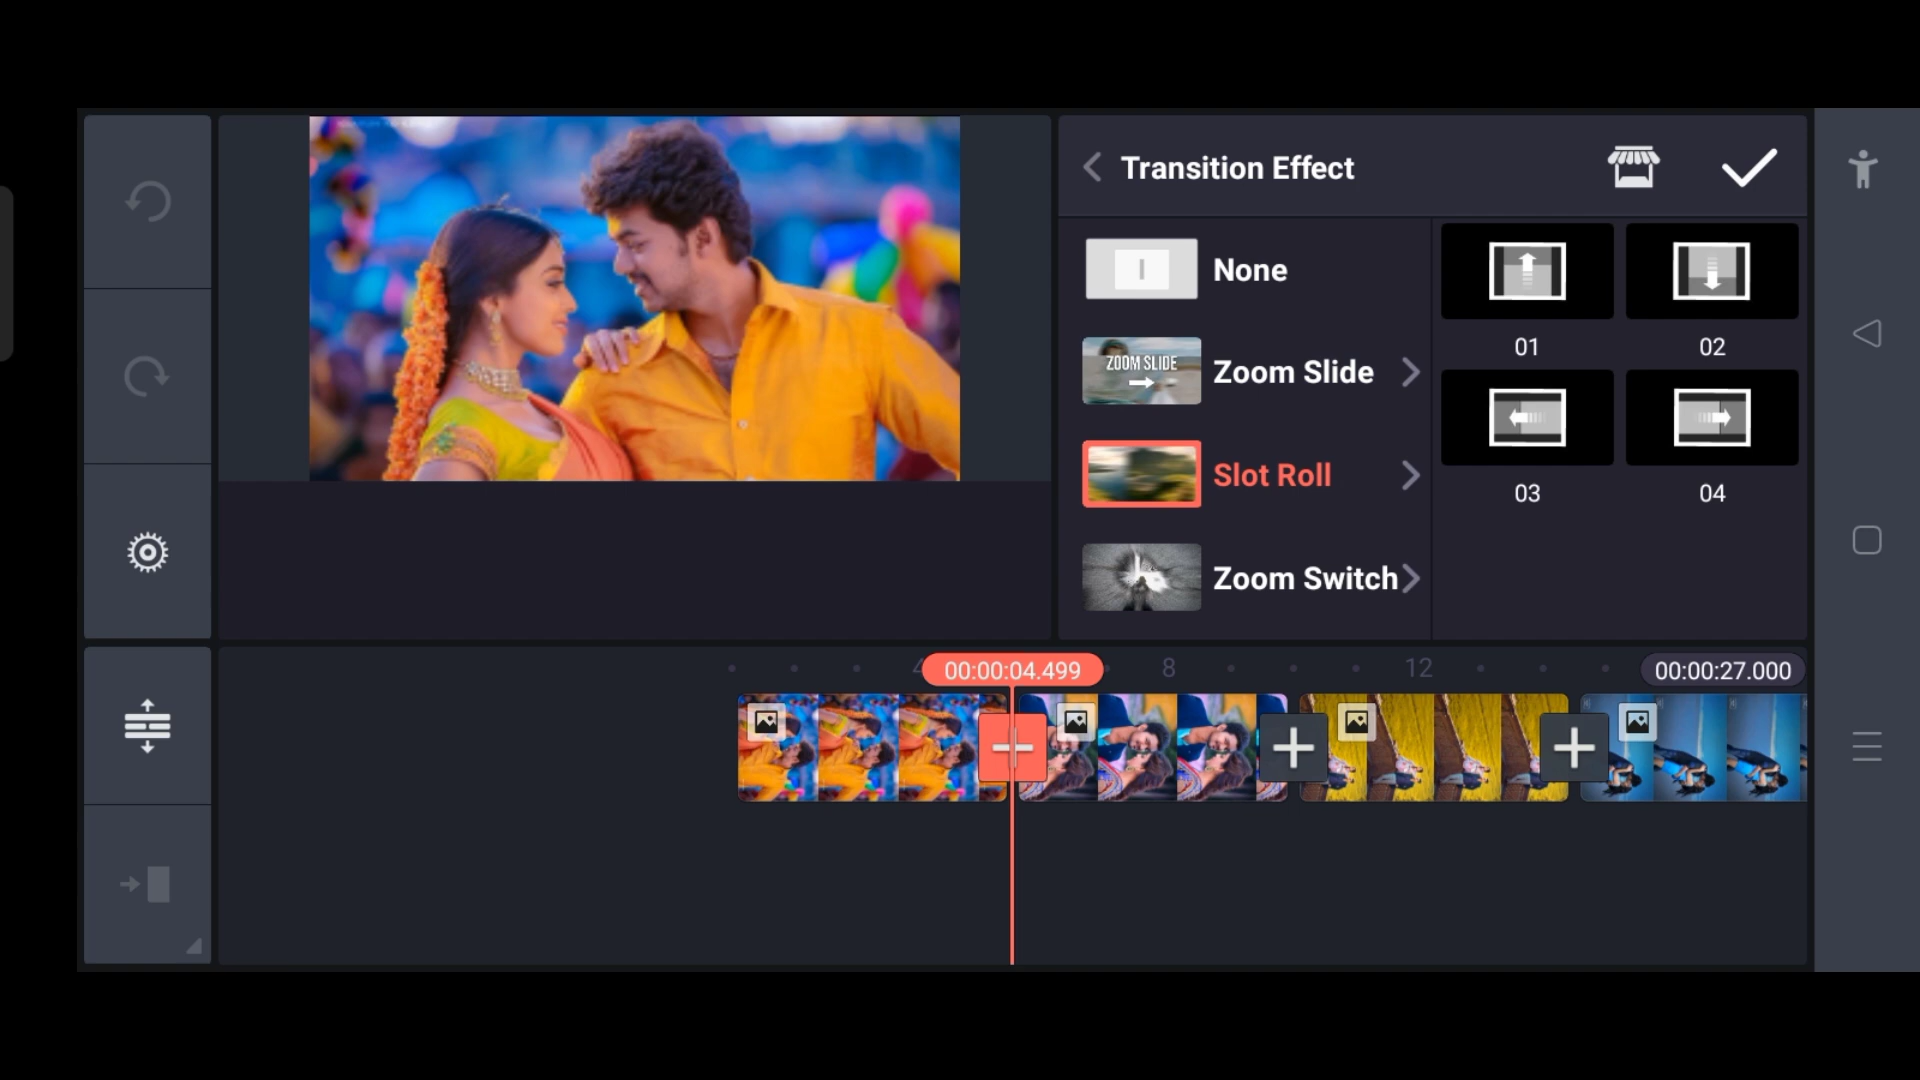 Transition Effect
None
ZOOM SLIDE
Zoom Slide
Slot Roll
Zoom Switch
01
02
03
04
00:00:04.499
8
12
00:00:27.000